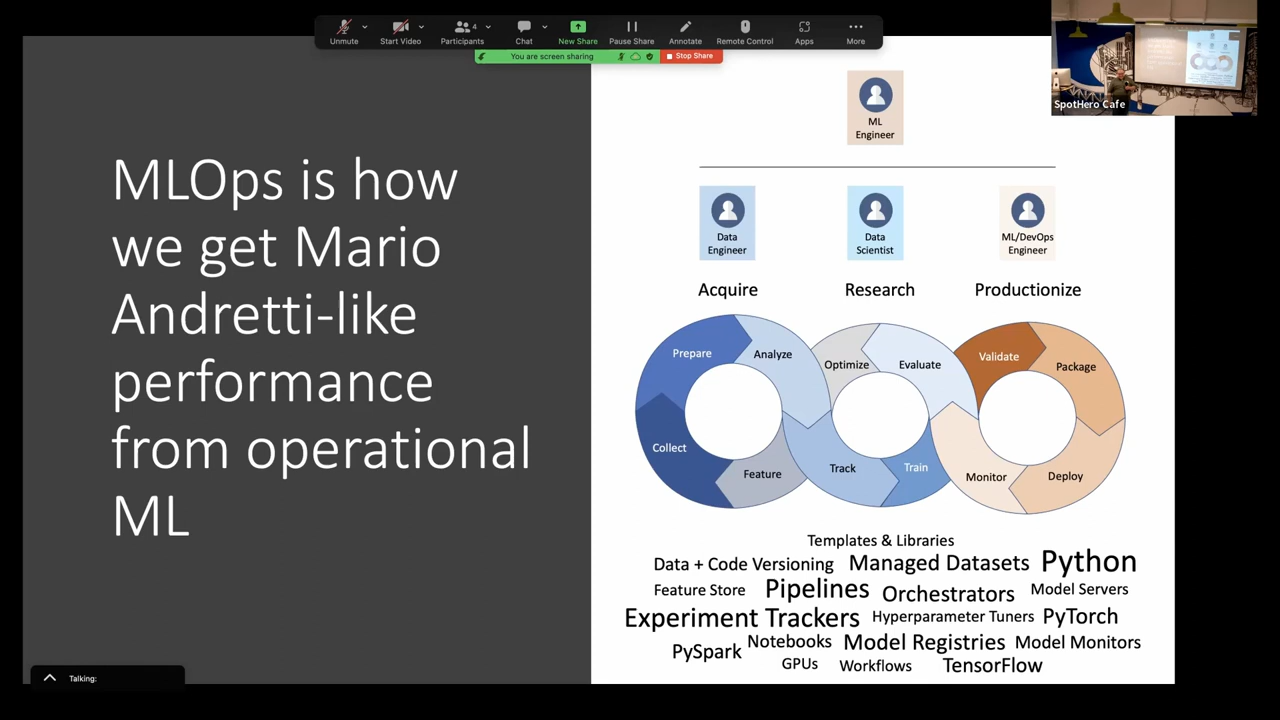 Unmute
Start Video
Participants
4
Chat
New Share
Pause Share
Annotate
Remote Control
Apps
More
You are screen sharing
Stop Share
SpotHero Cafe
MLOps is how
we get Mario
Andretti-like
performance
from operational
ML
ML
Engineer
Data
Engineer
Data
Scientist
ML/DevOps
Engineer
Acquire
Research
Productionize
Prepare
Analyze
Optimize
Evaluate
Validate
Package
Collect
Feature
Track
Train
Monitor
Deploy
Templates & Libraries
Data + Code Versioning Managed Datasets Python
Feature Store Pipelines Orchestrators Model Servers
Experiment Trackers Hyperparameter Tuners PyTorch
PySpark Notebooks Model Registries Model Monitors
GPUs Workflows TensorFlow
Talking: